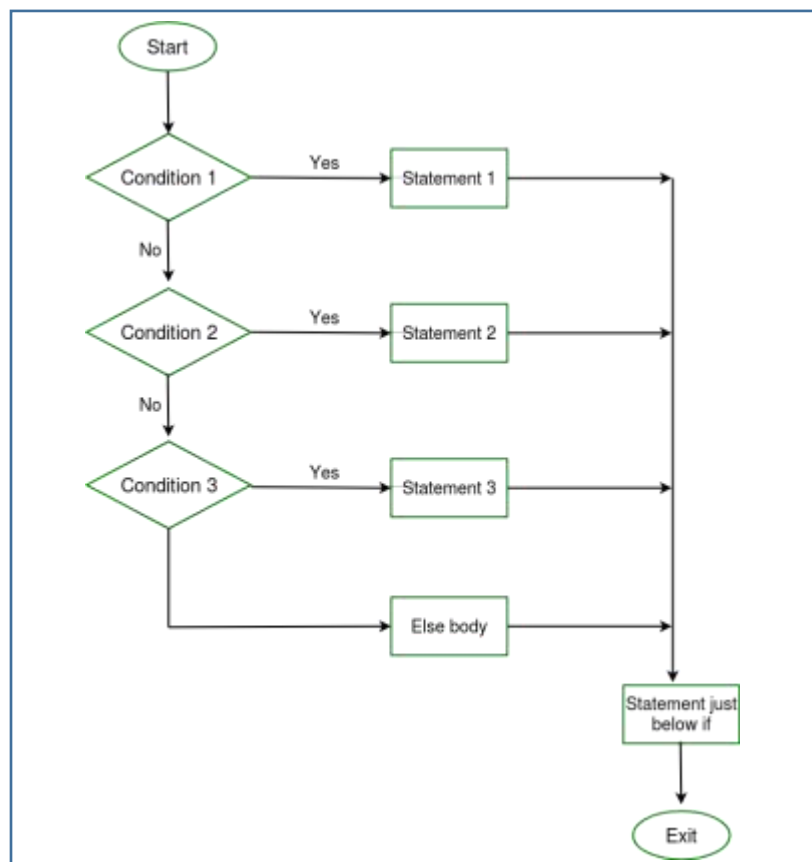 Start
Condition 1
Yes
Statement 1
No
Condition 2
Yes
Statement 2
No
Condition 3
Yes
Statement 3
Else body
Statement just
below if
Exit